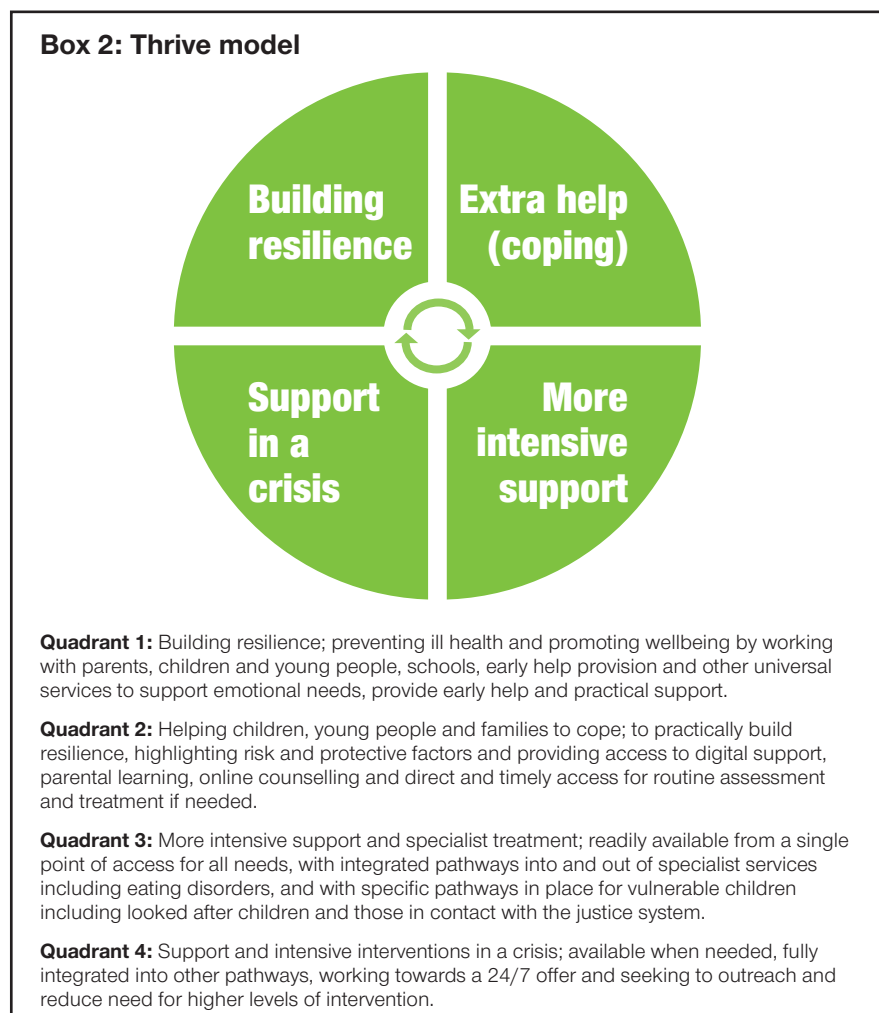 Box 2: Thrive model
Building
resilience
Extra help
(coping)
Support
in a
crisis
More
intensive
support
Quadrant 1: Building resilience; preventing ill health and promoting wellbeing by working
with parents, children and young people, schools, early help provision and other universal
services to support emotional needs, provide early help and practical support.
Quadrant 2: Helping children, young people and families to cope; to practically build
resilience, highlighting risk and protective factors and providing access to digital support,
parental learning, online counselling and direct and timely access for routine assessment
and treatment if needed.
Quadrant 3: More intensive support and specialist treatment; readily available from a single
point of access for all needs, with integrated pathways into and out of specialist services
including eating disorders, and with specific pathways in place for vulnerable children
including looked after children and those in contact with the justice system.
Quadrant 4: Support and intensive interventions in a crisis; available when needed, fully
integrated into other pathways, working towards a 24/7 offer and seeking to outreach and
reduce need for higher levels of intervention.